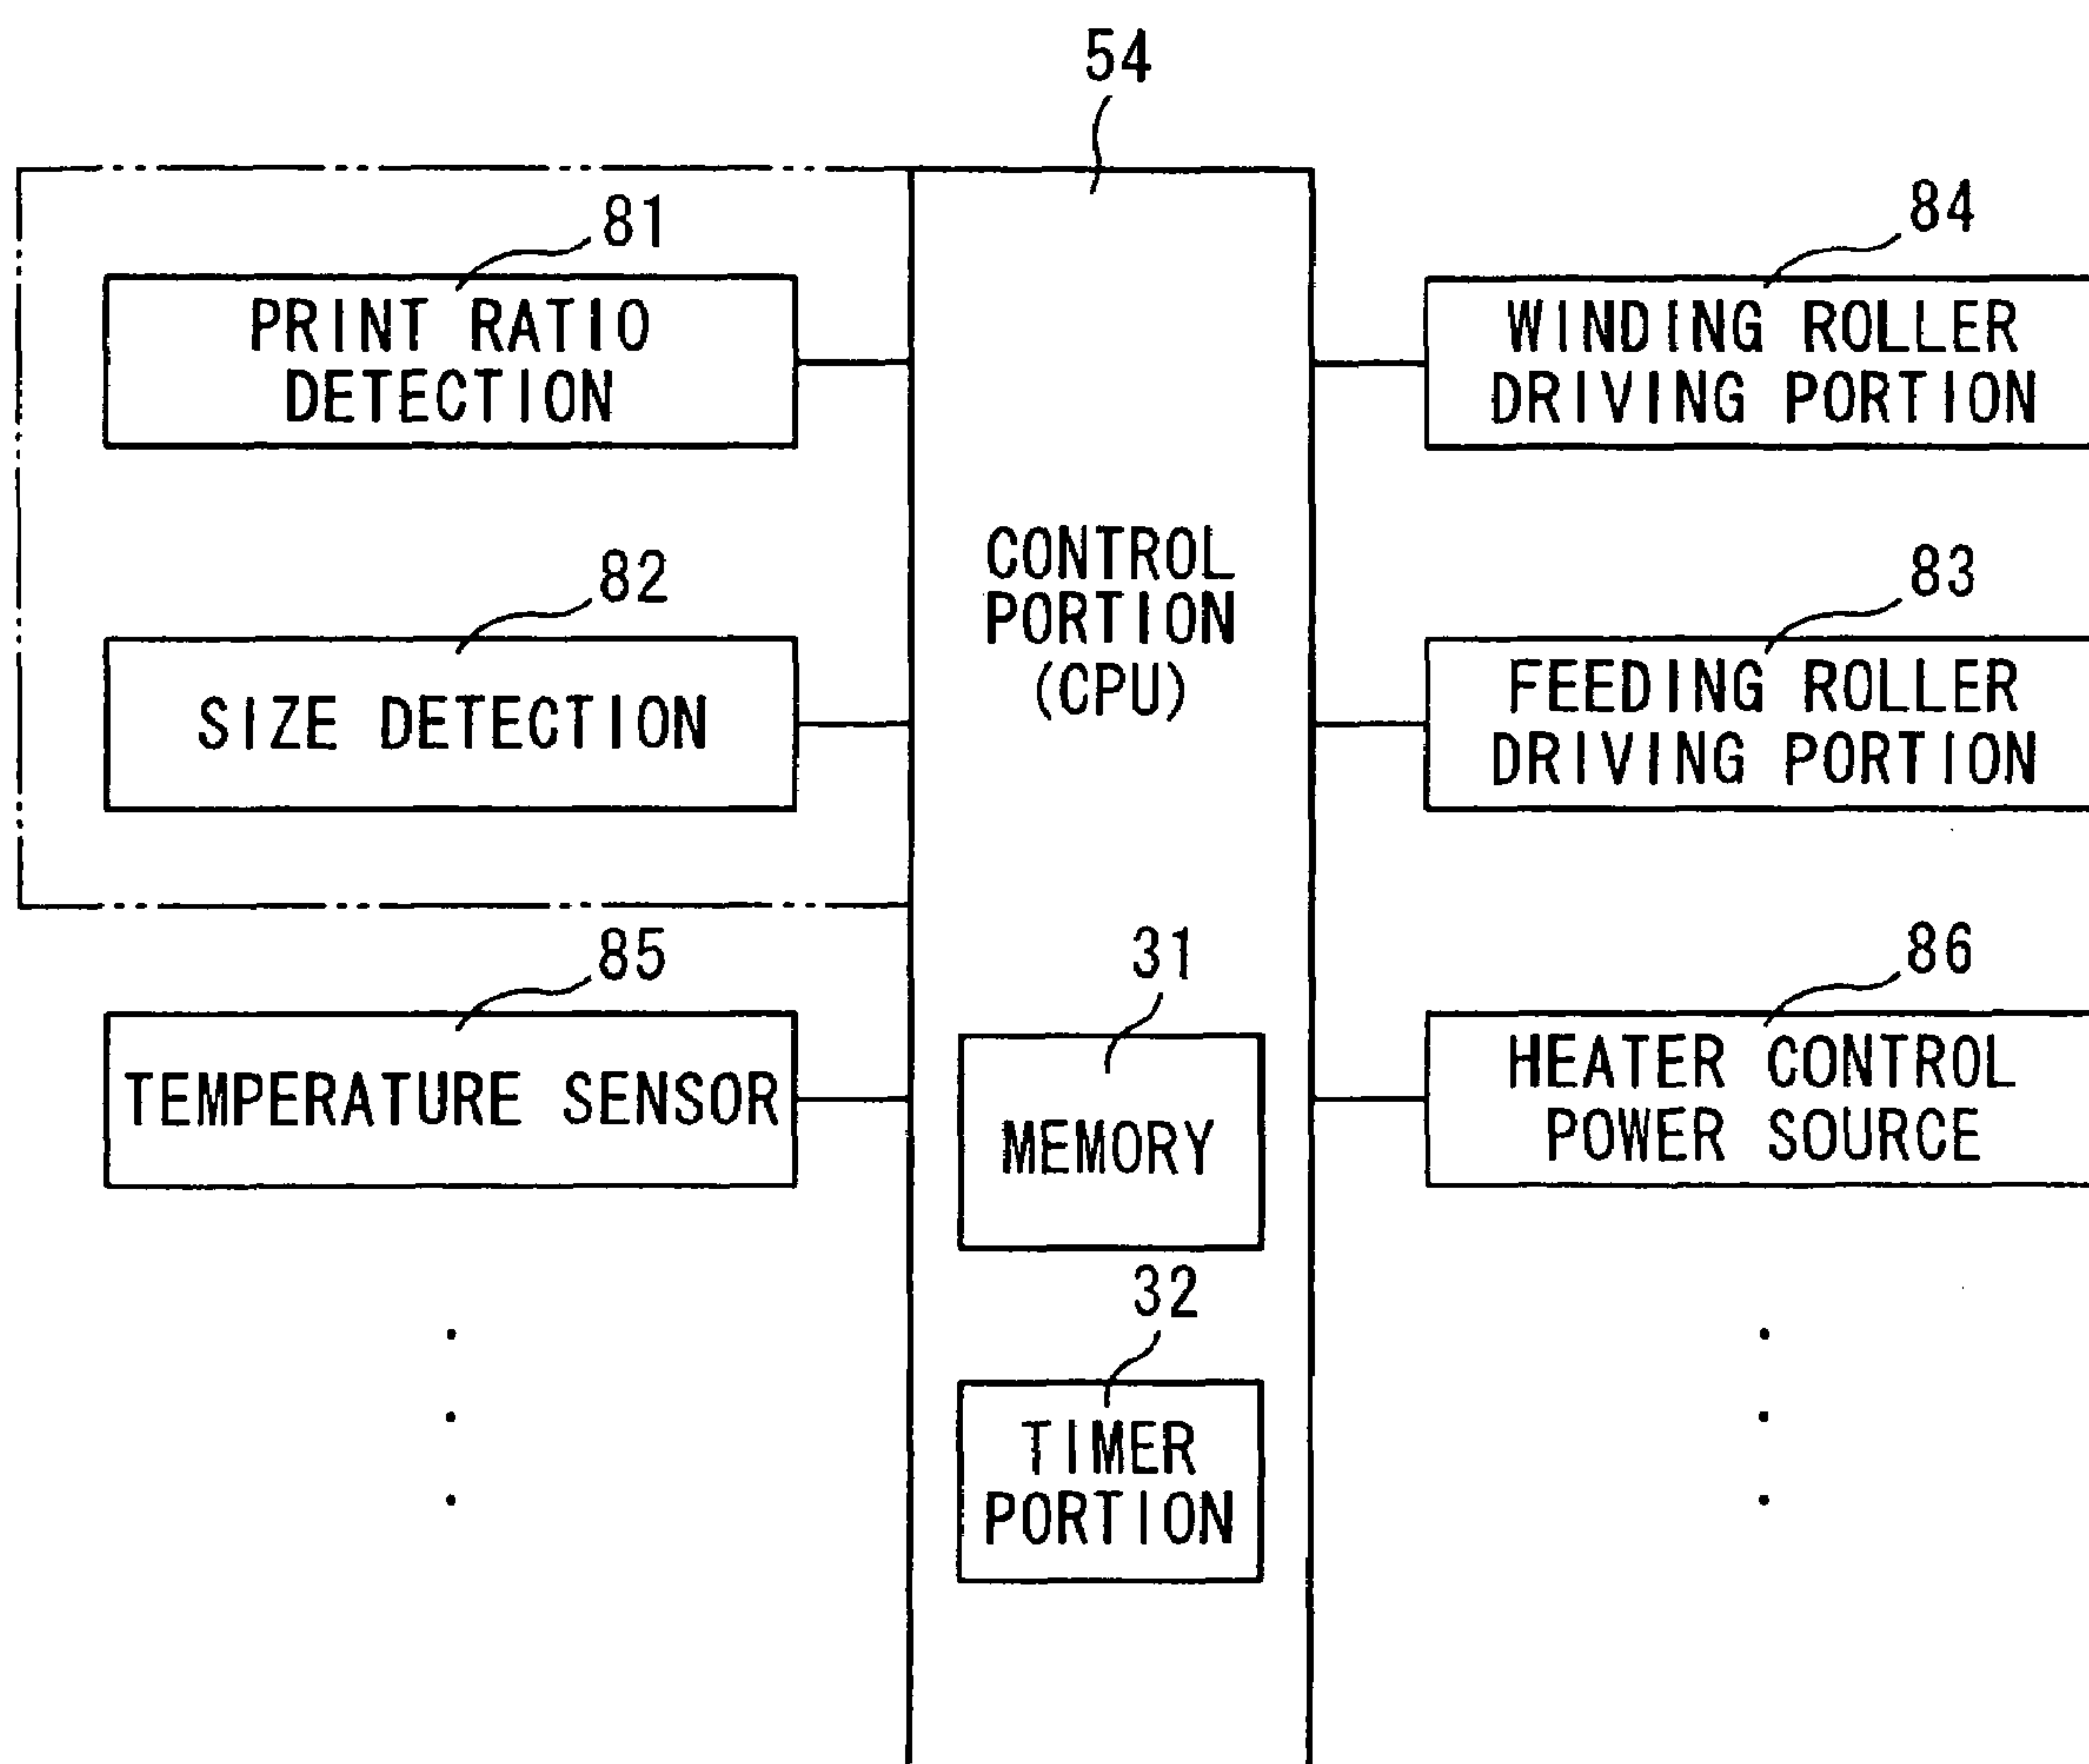 54
81
PRINT RATIO
DETECTION
82
SIZE DETECTION
85
TEMPERATURE SENSOR
CONTROL
PORTION
(CPU)
31
MEMORY
32
TIMER
PORTION
84
WINDING ROLLER
DRIVING PORTION
83
FEEDING ROLLER
DRIVING PORTION
86
HEATER CONTROL
POWER SOURCE